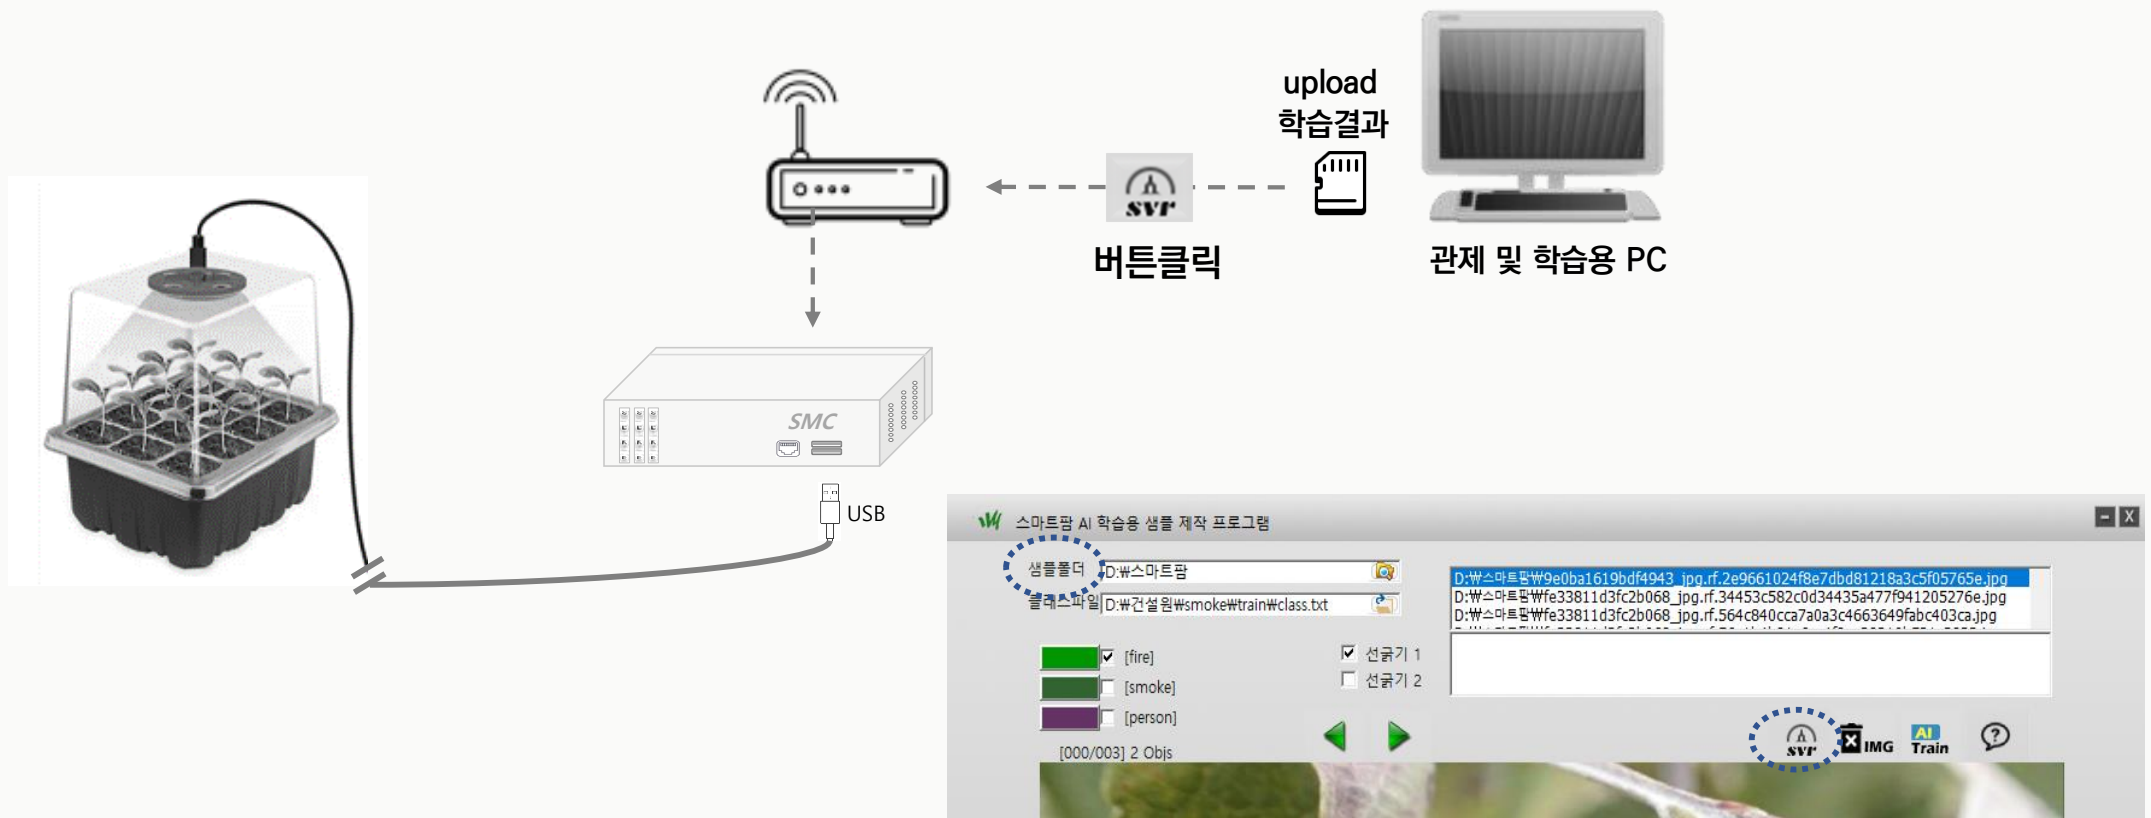 upload
학습결과
svr
버튼클릭
관제 및 학습용 PC
SMC
USB
스마트팜 AI 학습용 샘플 제작 프로그램
샘플폴더 D:₩스마트팜
클래스파일 D:₩건설원₩smoke₩train₩class.txt
D:₩스마트팜₩9e0ba1619bdf4943_jpg.rf.2e9661024f8e7dbd81218a3c5f05765e.jpg
D:₩스마트팜₩fe33811d3fc2b068_jpg.rf.34453c582c0d34435a477f941205276e.jpg
D:₩스마트팜₩fe33811d3fc2b068_jpg.rf.564c840cca7a0a3c4663649fabc403ca.jpg
[fire]
[smoke]
[person]
선굵기 1
선굵기 2
[000/003] 2 Objs
svr
IMG
AI
Train